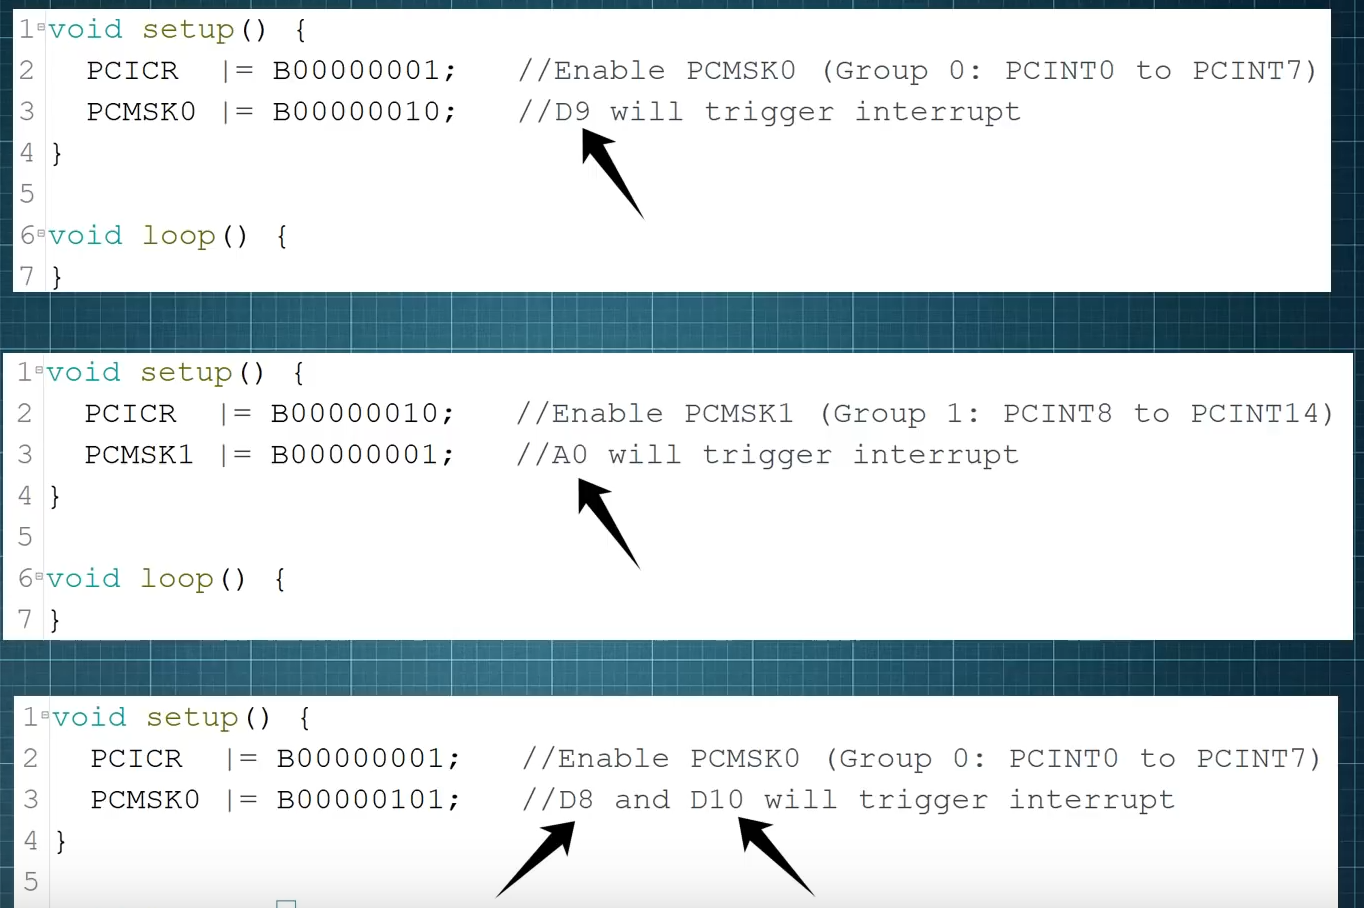 1 void setup() {
2 PCICR |= B00000001; //Enable PCMSK0 (Group 0: PCINT0 to PCINT7)
3 PCMSK0 |= B00000010; //D9 will trigger interrupt
4 }
5
6 void loop() {
7 }
1 void setup() {
2 PCICR |= B00000010; //Enable PCMSK1 (Group 1: PCINT8 to PCINT14)
3 PCMSK1 |= B00000001; //A0 will trigger interrupt
4 }
5
6 void loop() {
7 }
1 void setup() {
2 PCICR |= B00000001; //Enable PCMSK0 (Group 0: PCINT0 to PCINT7)
3 PCMSK0 |= B00000101; //D8 and D10 will trigger interrupt
4 }
5